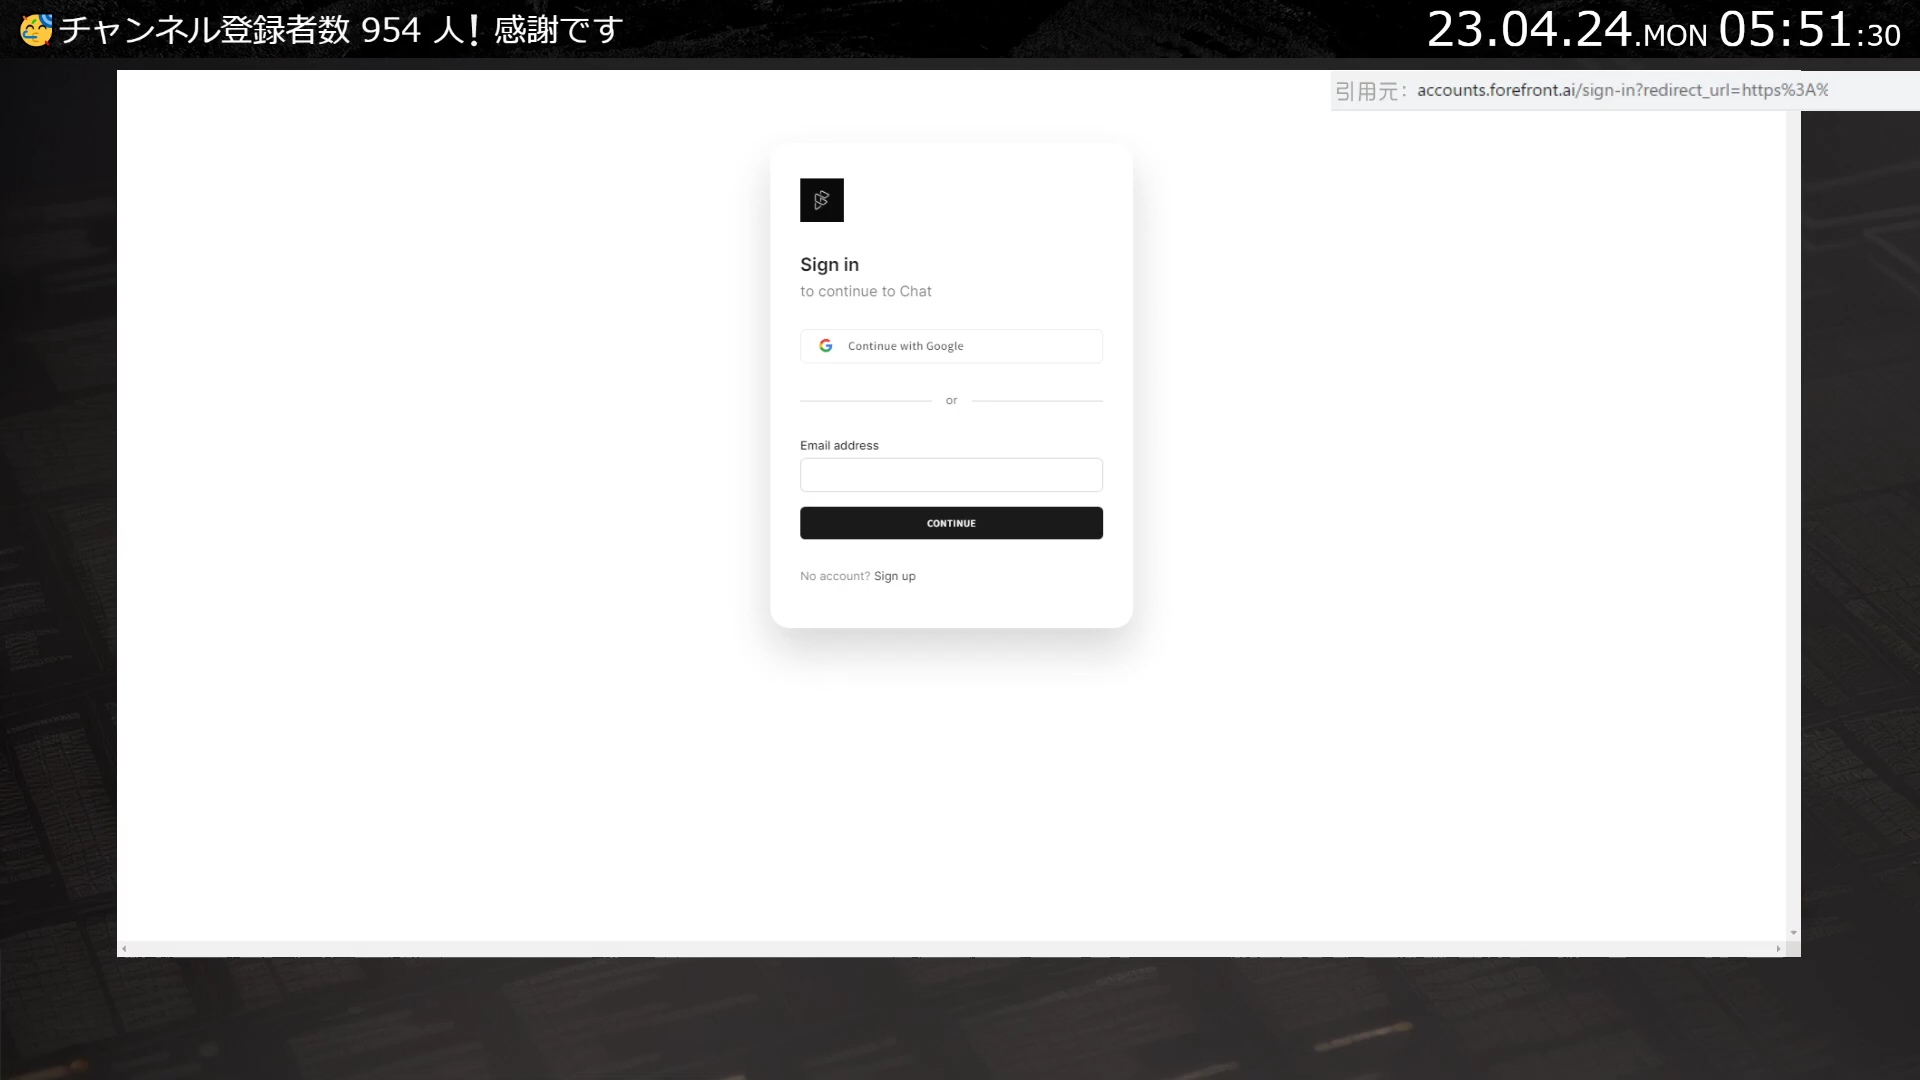 チャンネル登録者数 954 人! 感謝です
23.04.24.MON 05:51:30
引用元: accounts.forefront.ai/sign-in?redirect_url=https%3A%
Sign in
to continue to Chat
Continue with Google
or
Email address
CONTINUE
No account? Sign up